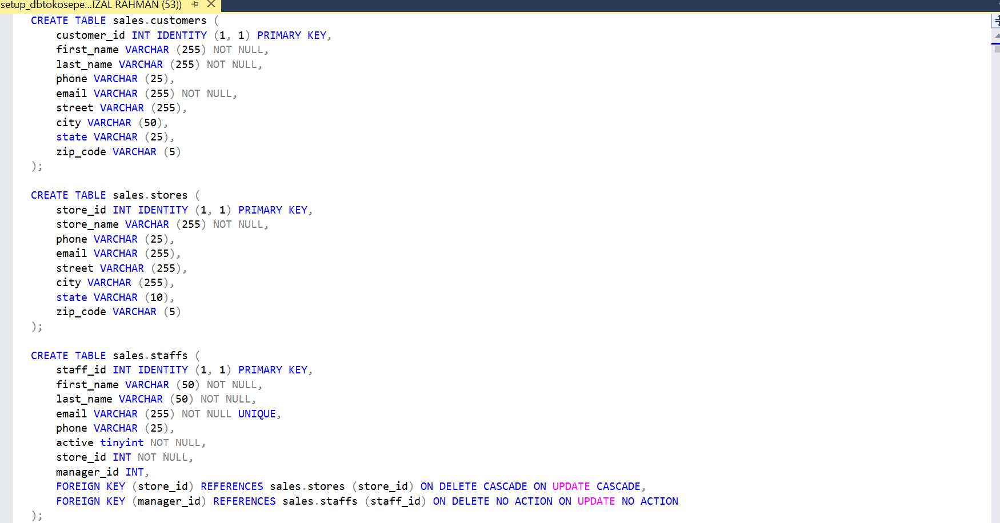 setup_dbtokosepe...IZAL RAHMAN (53))
CREATE TABLE sales.customers (
customer_id INT IDENTITY (1, 1) PRIMARY KEY,
first_name VARCHAR (255) NOT NULL,
last_name VARCHAR (255) NOT NULL,
phone VARCHAR (25),
email VARCHAR (255) NOT NULL,
street VARCHAR (255),
city VARCHAR (50),
state VARCHAR (25),
zip_code VARCHAR (5)
);
CREATE TABLE sales.stores (
store_id INT IDENTITY (1, 1) PRIMARY KEY,
store_name VARCHAR (255) NOT NULL,
phone VARCHAR (25),
email VARCHAR (255),
street VARCHAR (255),
city VARCHAR (255),
state VARCHAR (10),
zip_code VARCHAR (5)
);
CREATE TABLE sales.staffs (
staff_id INT IDENTITY (1, 1) PRIMARY KEY,
first_name VARCHAR (50) NOT NULL,
last_name VARCHAR (50) NOT NULL,
email VARCHAR (255) NOT NULL UNIQUE,
phone VARCHAR (25),
active tinyint NOT NULL,
store_id INT NOT NULL,
manager_id INT,
FOREIGN KEY (store_id) REFERENCES sales.stores (store_id) ON DELETE CASCADE ON UPDATE CASCADE,
FOREIGN KEY (manager_id) REFERENCES sales.staffs (staff_id) ON DELETE NO ACTION ON UPDATE NO ACTION
);